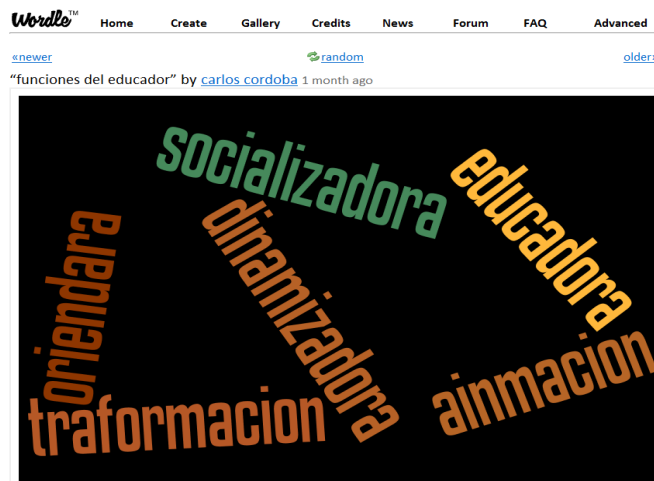 Wordle™ Home Create Gallery Credits News Forum FAQ Advanced
«newer random older»
“funciones del educador” by carlos cordoba 1 month ago
socializadora
educadora
dinamizadora
oriendara
traformacion
ainmacion